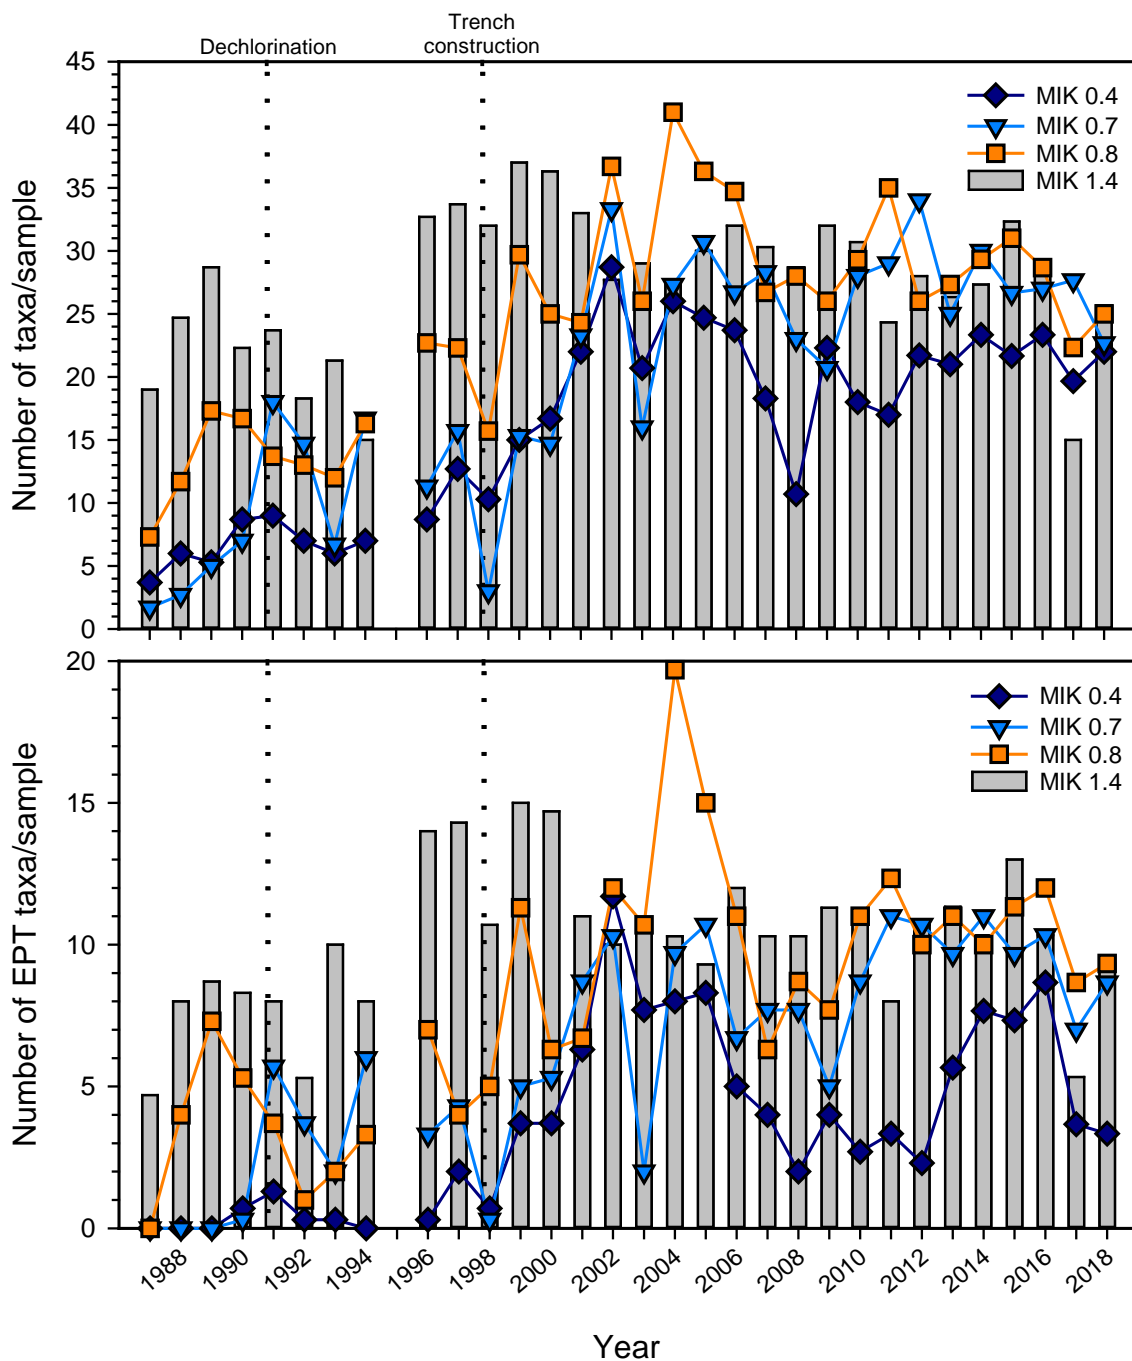 Trench
Dechlorination construction
45
40
35
30
25
20
15
10
5
0
Number of taxa/sample
MIK 0.4
MIK 0.7
MIK 0.8
MIK 1.4
20
15
10
5
0
Number of EPT taxa/sample
MIK 0.4
MIK 0.7
MIK 0.8
MIK 1.4
1988 1990 1992 1994 1996 1998 2000 2002 2004 2006 2008 2010 2012 2014 2016 2018
Year